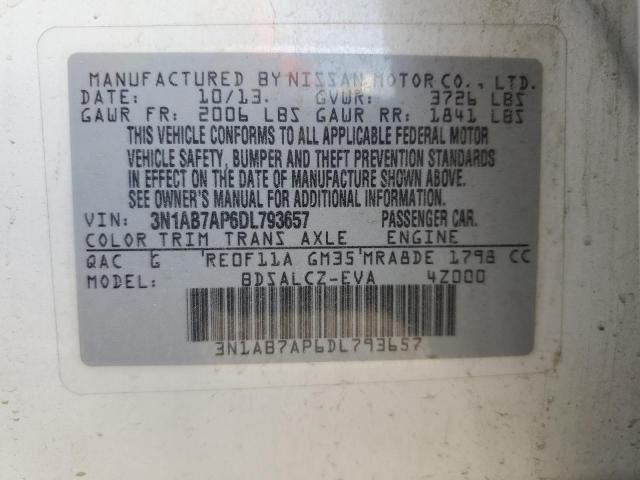 MANUFACTURED BY NISSAN MOTOR CO., LTD.
DATE: 10/13. GVWR: 3726 LBS
GAWR FR: 2006 LBS GAWR RR: 1841 LBS
THIS VEHICLE CONFORMS TO ALL APPLICABLE FEDERAL MOTOR
VEHICLE SAFETY, BUMPER AND THEFT PREVENTION STANDARDS
IN EFFECT ON THE DATE OF MANUFACTURE SHOWN ABOVE.
SEE OWNER'S MANUAL FOR ADDITIONAL INFORMATION.
VIN: 3N1AB7AP6DL793657 PASSENGER CAR.
COLOR TRIM TRANS AXLE ENGINE
QAC G RE0F11A GM35 MRA8DE 1798 CC
MODEL: BDSALCZ-EVA 4Z000
3N1AB7AP6DL793657